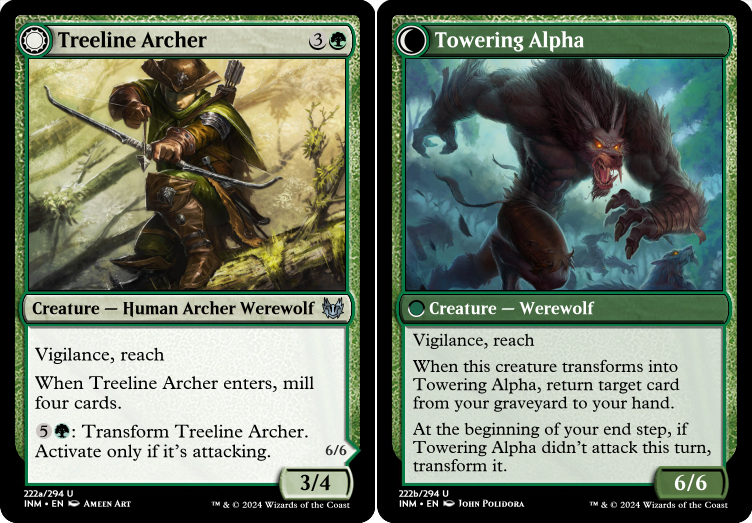 Treeline Archer 3
Creature — Human Archer Werewolf
Vigilance, reach
When Treeline Archer enters, mill
four cards.
5: Transform Treeline Archer.
Activate only if it's attacking.
6/6
3/4
222a/294 U
INM • EN Ameen Art
™ & © 2024 Wizards of the Coast
Towering Alpha
Creature — Werewolf
Vigilance, reach
When this creature transforms into
Towering Alpha, return target card
from your graveyard to your hand.
At the beginning of your end step, if
Towering Alpha didn't attack this turn,
transform it.
6/6
222b/294 U
INM • EN John Polidora
™ & © 2024 Wizards of the Coast